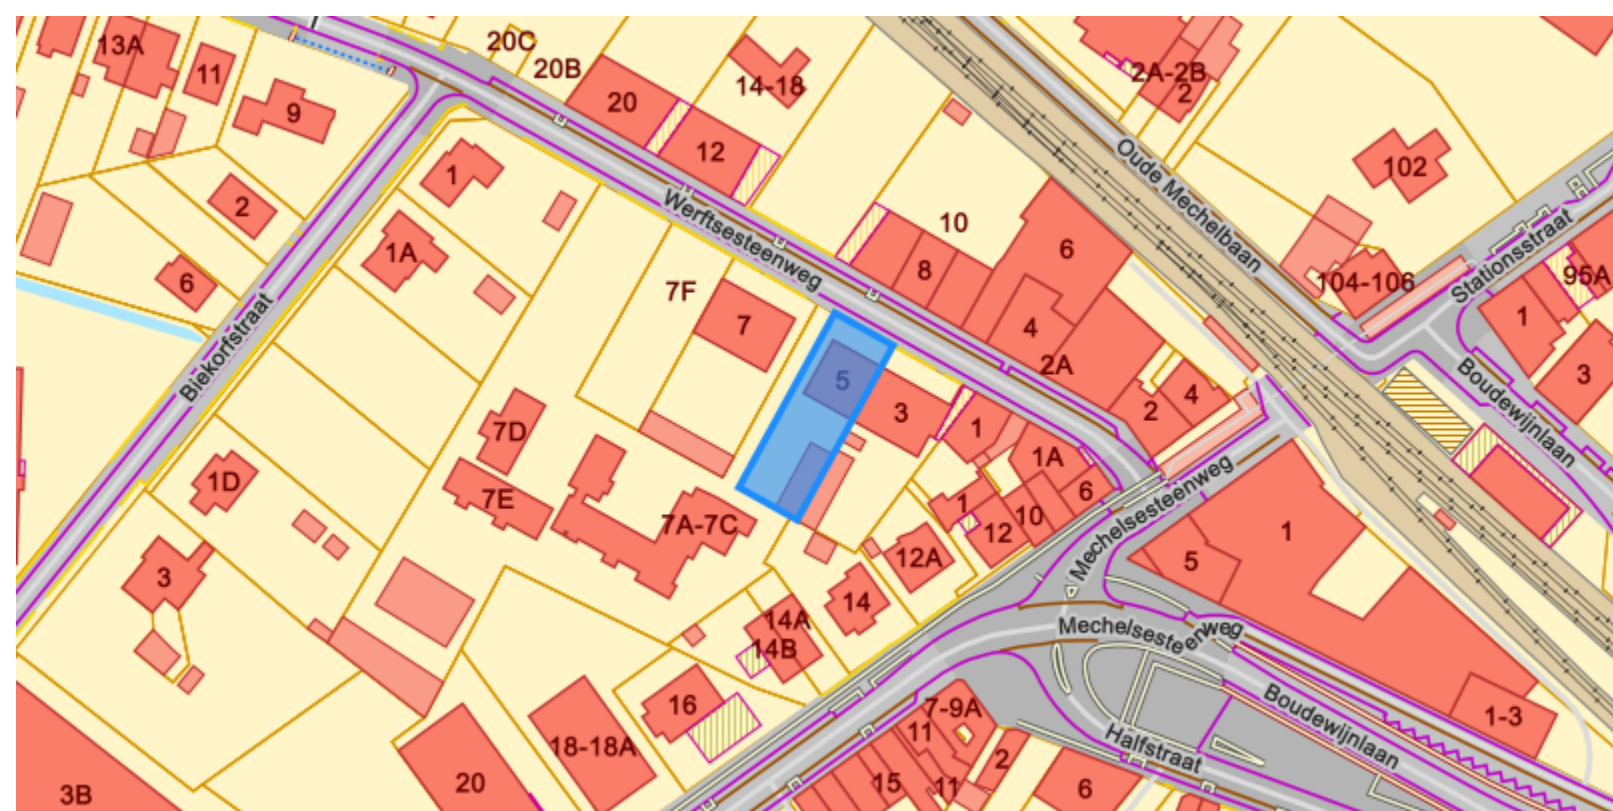 13A
11
9
20C
20B
20
14-18
12
2A-2B
2
102
1
2
1A
6
Werftsesteenweg
10
8
6
Oude Mechelbaan
104-106
Stationsstraat
95A
1
3
Biekorfstraat
7F
7
5
3
4
2A
2
4
Boudewijnlaan
1
1A
6
1
10
12
Mechelsesteenweg
1
5
1D
7D
7E
7A-7C
12A
3
14
14A
14B
Mechelsesteenweg
16
18-18A
20
3B
7-9A
11
2
15
11
6
Halfstraat
Boudewijnlaan
1-3